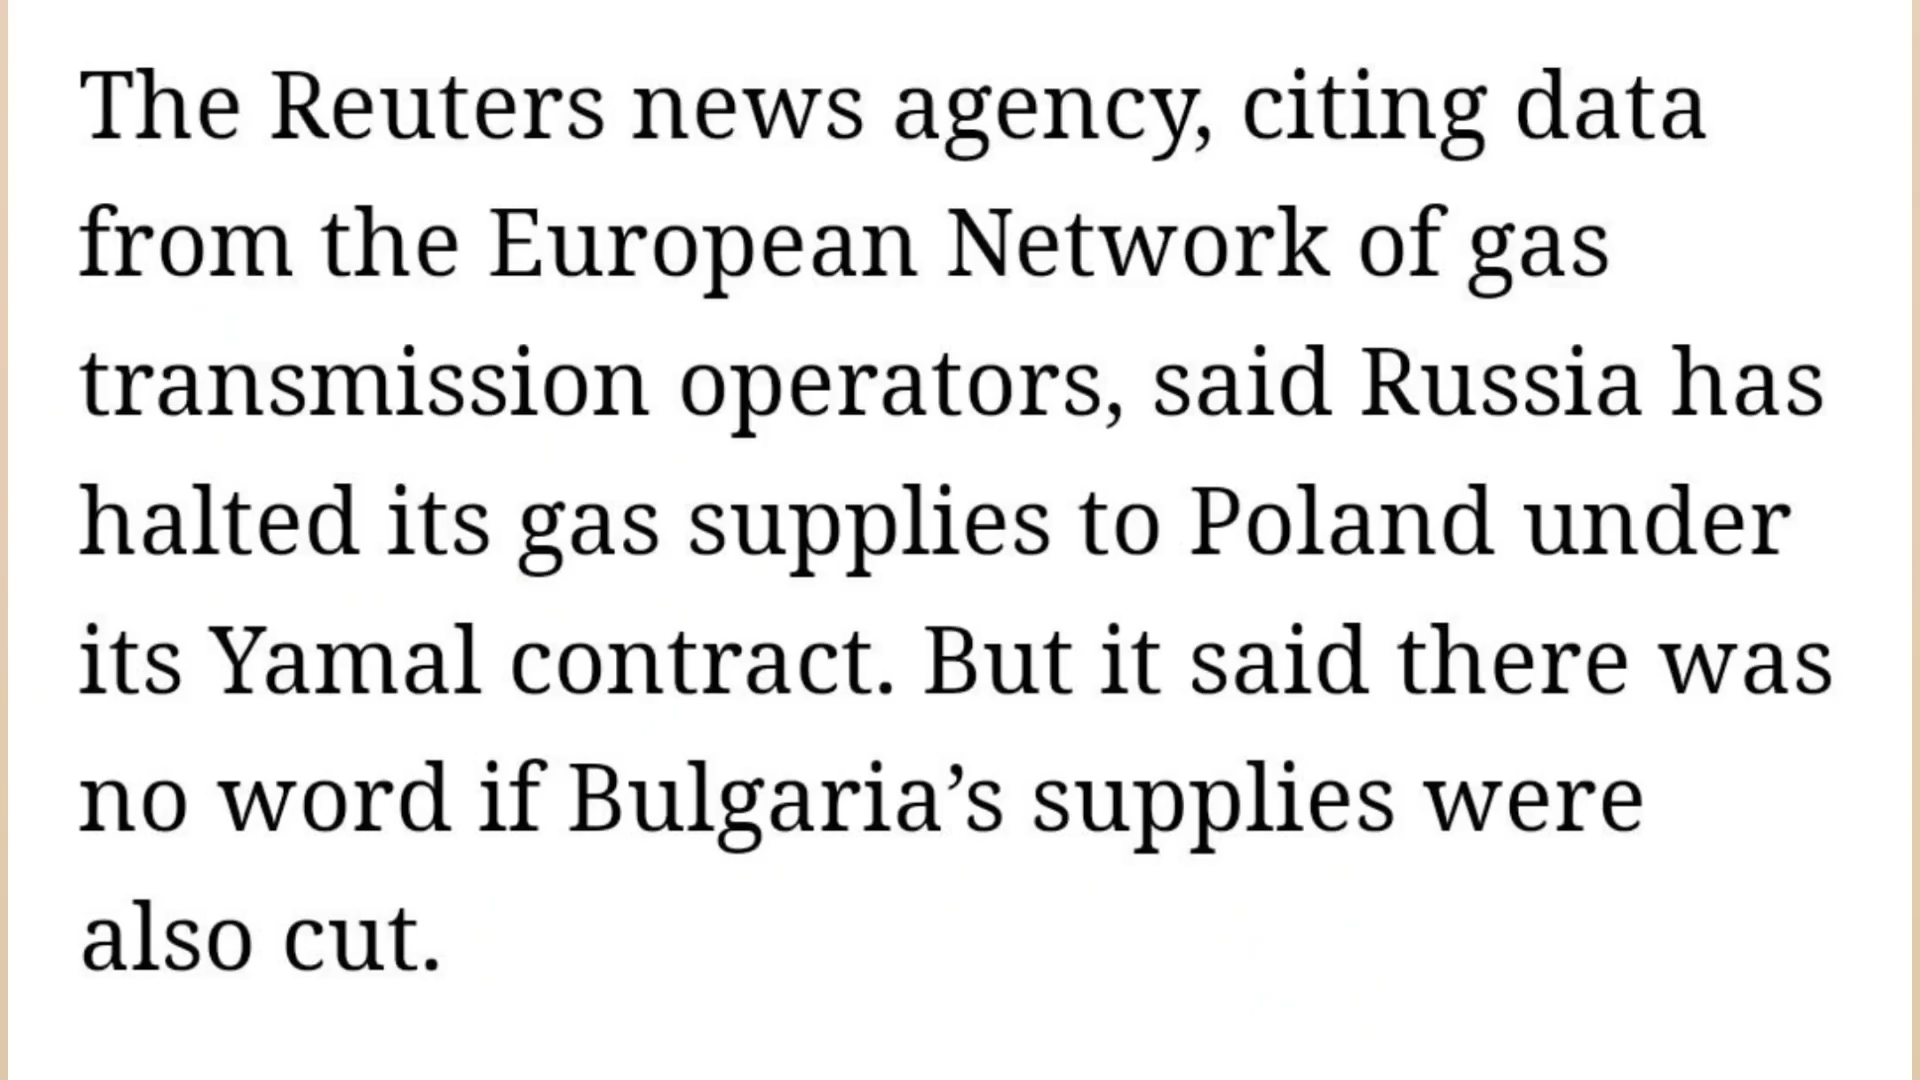 The Reuters news agency, citing data
from the European Network of gas
transmission operators, said Russia has
halted its gas supplies to Poland under
its Yamal contract. But it said there was
no word if Bulgaria’s supplies were
also cut.